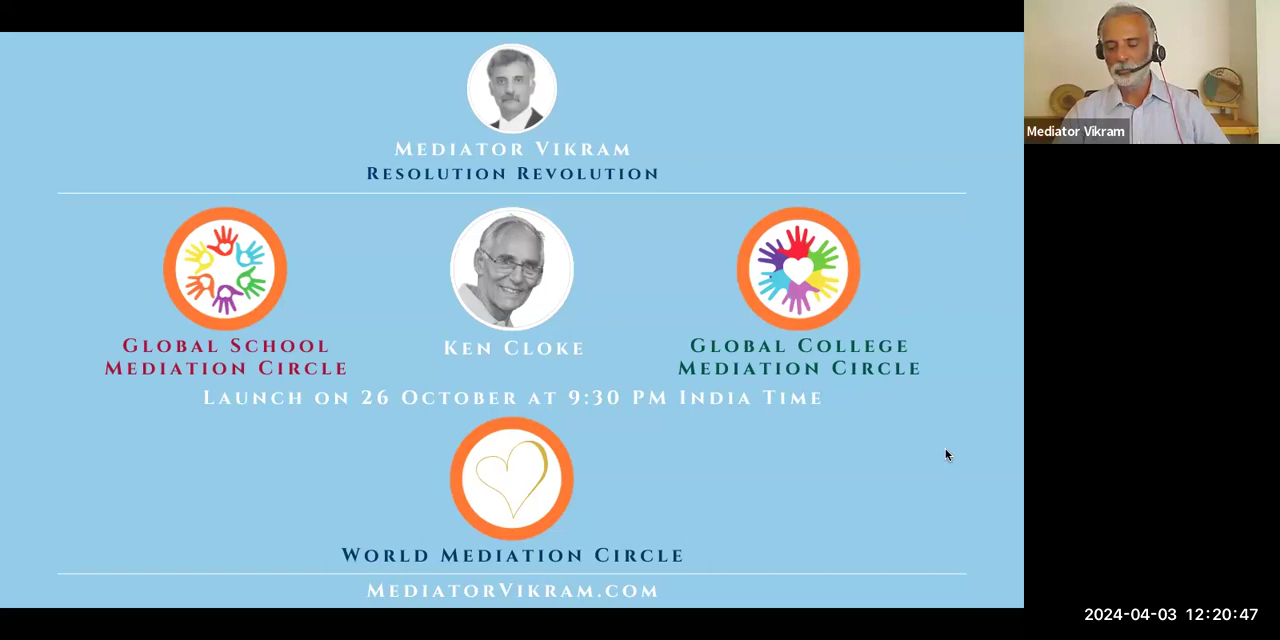 Mediator Vikram
Resolution Revolution
Mediator Vikram
Global School
Mediation Circle
Ken Cloke
Global College
Mediation Circle
Launch on 26 October at 9:30 PM India Time
World Mediation Circle
MediatorVikram.com
2024-04-03 12:20:47